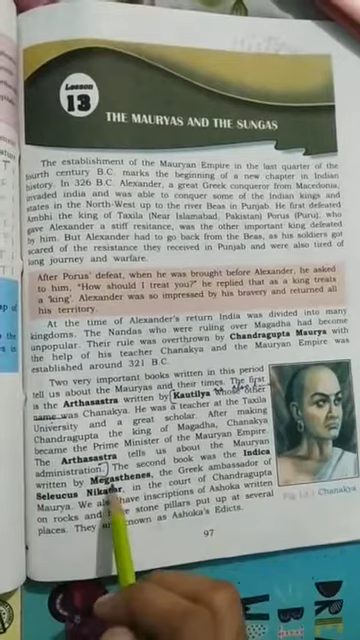 Lesson
13
THE MAURYAS AND THE SUNGAS
The establishment of the Mauryan Empire in the last quarter of the
fourth century B.C. marks the beginning of a new chapter in Indian
history. In 326 B.C. Alexander, a great Greek conqueror from Macedonia,
invaded india and was able to conquer some of the Indian kings and
states in the North-West up to the river Beas in Punjab. He first defeated
Ambhi the king of Taxila (Near Islamabad, Pakistan) Porus (Puru), who
gave Alexander a stiff resitance, was the other important king defeated
by him. But Alexander had to go back from the Beas, as his soldiers got
scared of the resistance they received in Punjab and were also tired of
long journey and warfare.
After Porus' defeat, when he was brought before Alexander, he asked
to him, "How should I treat you?" he replied that as a king treats
a 'king'. Alexander was so impressed by his bravery and returned all
his territory.
At the time of Alexander's return India was divided into many
kingdoms. The Nandas who were ruling over Magadha had become
unpopular. Their rule was overthrown by Chandragupta Maurya with
the help of his teacher Chanakya and the Mauryan Empire was
established around 321 B.C.
Two very important books written in this period
tell us about the Mauryas and their times. The first
is the Arthasastra written by Kautilya whose other
name was Chanakya. He was a teacher at the Taxila
University and a great scholar. After making
Chandragupta the king of Magadha, Chanakya
became the Prime Minister of the Mauryan Empire.
The Arthasastra tells us about the Mauryan
administration. The second book was the Indica
written by Megasthenes, the Greek ambassador of
Seleucus Nikator, in the court of Chandragupta
Maurya. We also have inscriptions of Ashoka written
on rocks and stone pillars put up at several
places. They are known as Ashoka's Edicts.
Chanakya
97